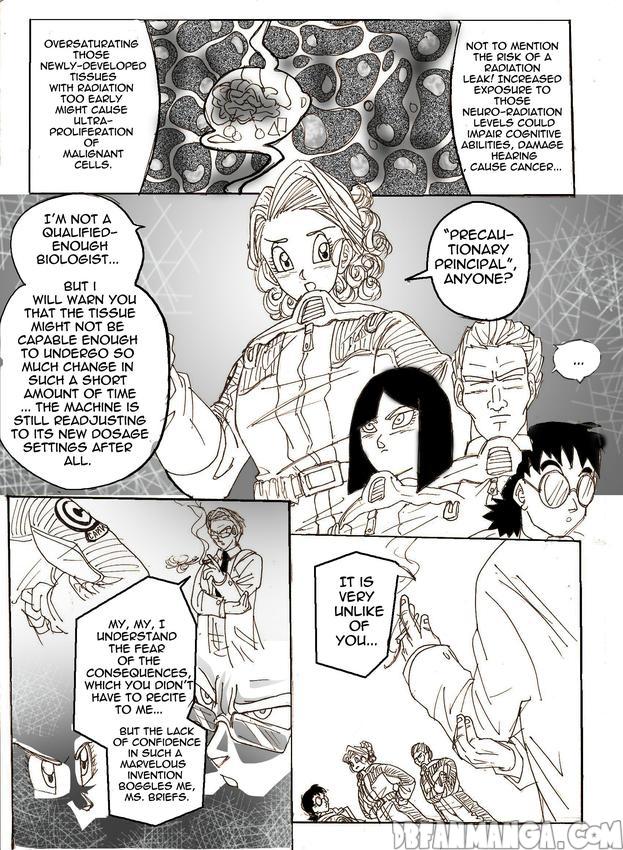 OVERSATURATING
THOSE
NEWLY-DEVELOPED
TISSUES
WITH RADIATION
TOO EARLY
MIGHT CAUSE
ULTRA-
PROLIFERATION
OF
MALIGNANT
CELLS.
NOT TO MENTION
THE RISK OF A
RADIATION
LEAK! INCREASED
EXPOSURE TO
THOSE
NEURO-RADIATION
LEVELS COULD
IMPAIR COGNITIVE
ABILITIES, DAMAGE
HEARING
, CAUSE CANCER...
I'M NOT A
QUALIFIED-
ENOUGH
BIOLOGIST...
BUT I
WILL WARN YOU
THAT THE TISSUE
MIGHT NOT BE
CAPABLE ENOUGH
TO UNDERGO SO
MUCH CHANGE IN
SUCH A SHORT
AMOUNT OF TIME
... THE MACHINE IS
STILL READJUSTING
TO ITS NEW DOSAGE
SETTINGS AFTER
ALL.
"PRECAU-
TIONARY
PRINCIPAL",
ANYONE?
...
MY, MY, I
UNDERSTAND
THE FEAR
OF THE
CONSEQUENCES,
WHICH YOU DIDN'T
HAVE TO RECITE
TO ME...
BUT THE LACK
OF CONFIDENCE
IN SUCH A
MARVELOUS
INVENTION
BOGGLES ME,
MS. BRIEFS.
IT IS
VERY
UNLIKE
OF
YOU...
DBFANMANGA.COM